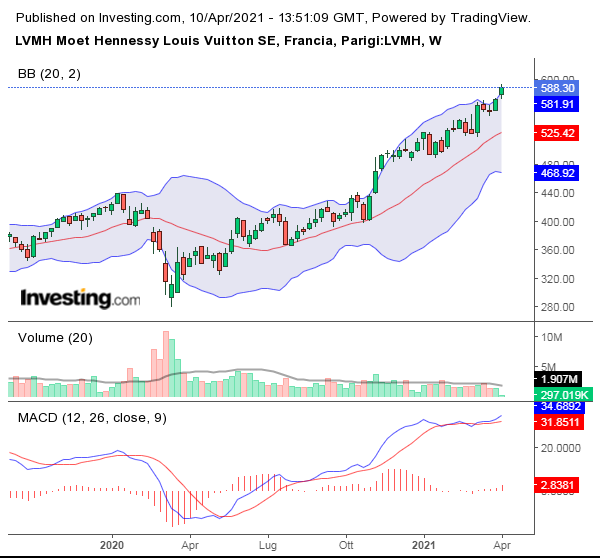 Published on Investing.com, 10/Apr/2021 - 13:51:09 GMT, Powered by TradingView.
LVMH Moet Hennessy Louis Vuitton SE, Francia, Parigi:LVMH, W
BB (20, 2)
600.00
588.30
581.91
525.42
480.00
468.92
440.00
400.00
360.00
320.00
280.00
Investing.com
Volume (20)
10M
5M
1.907M
297.019K
MACD (12, 26, close, 9)
34.6892
31.8511
20.0000
2.8381
0.0000
2020 Apr Lug Ott 2021 Apr